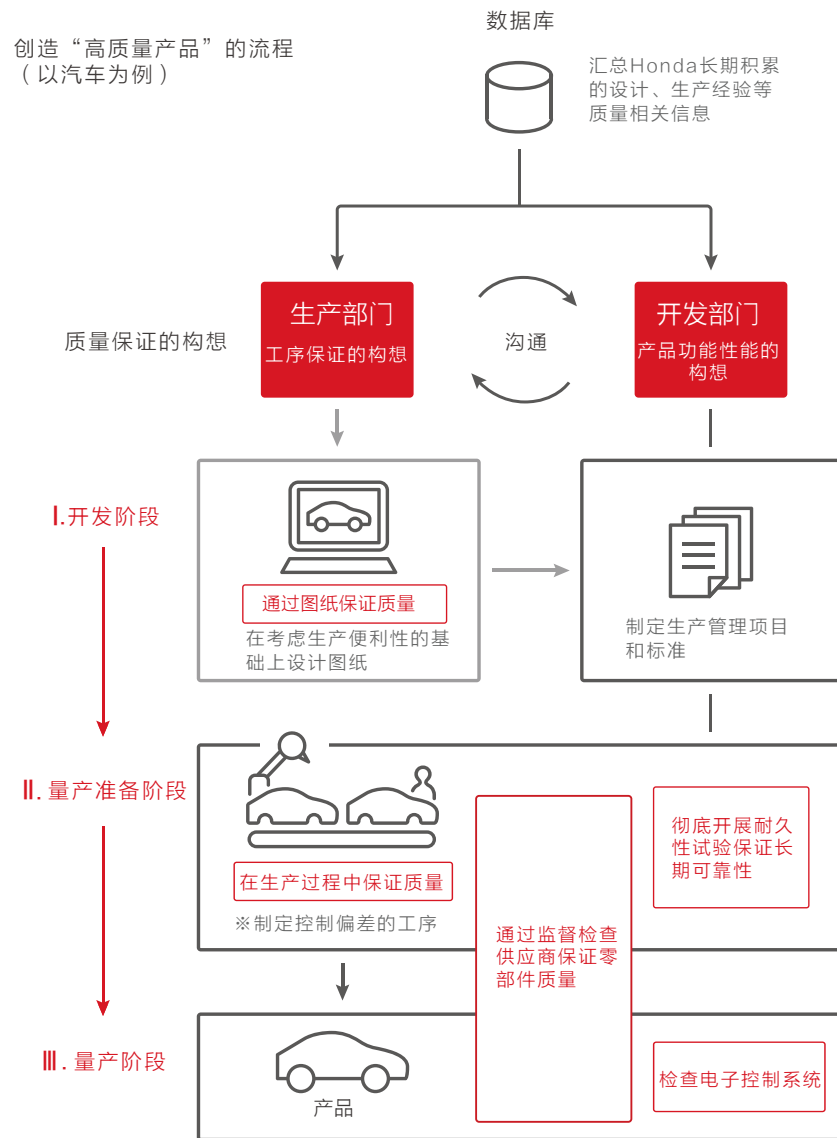 创造“高质量产品”的流程
（以汽车为例）
数据库
汇总Honda长期积累
的设计、生产经验等
质量相关信息
质量保证的构想
生产部门
工序保证的构想
沟通
开发部门
产品功能性能的
构想
Ⅰ.开发阶段
通过图纸保证质量
在考虑生产便利性的基
础上设计图纸
制定生产管理项目
和标准
Ⅱ.量产准备阶段
在生产过程中保证质量
※制定控制偏差的工序
通过监督检查
供应商保证零
部件质量
彻底开展耐久
性试验保证长
期可靠性
Ⅲ.量产阶段
产品
检查电子控制系统